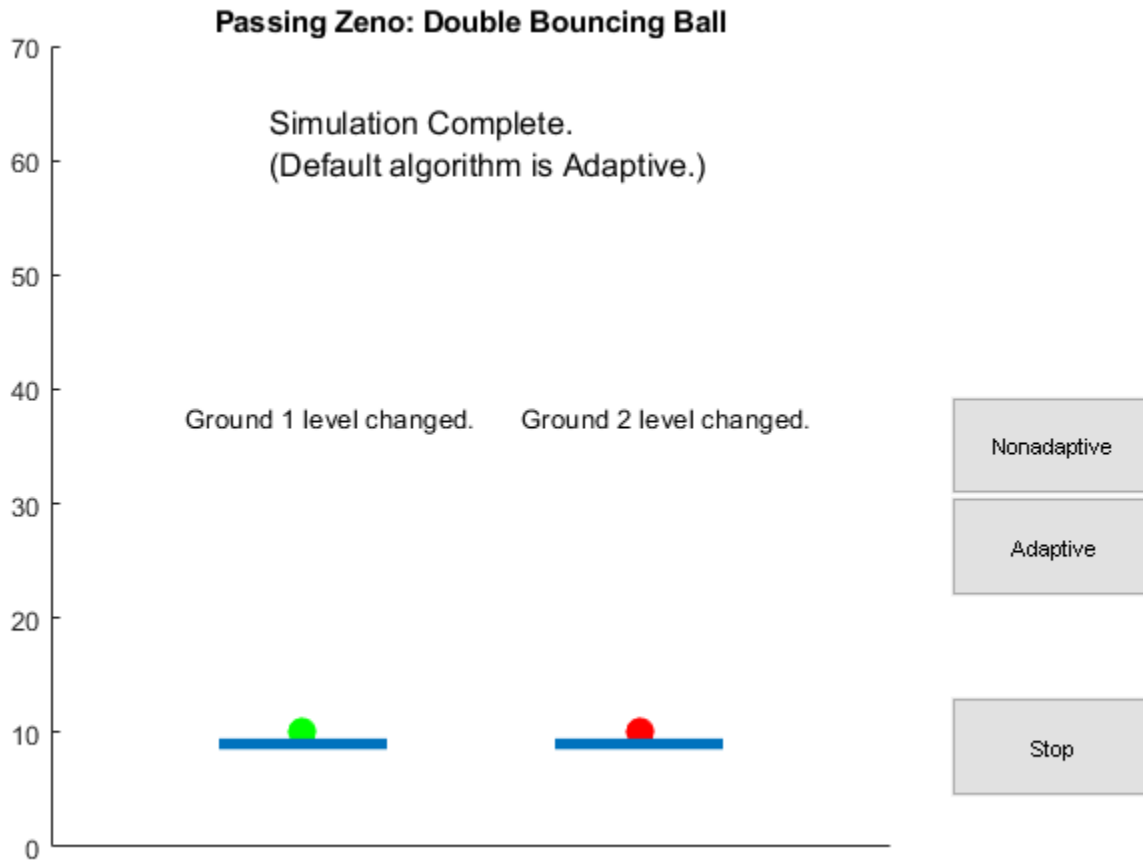 Passing Zeno: Double Bouncing Ball
70
Simulation Complete.
(Default algorithm is Adaptive.)
60
50
40
Ground 1 level changed.
Ground 2 level changed.
Nonadaptive
30
Adaptive
20
10
Stop
0